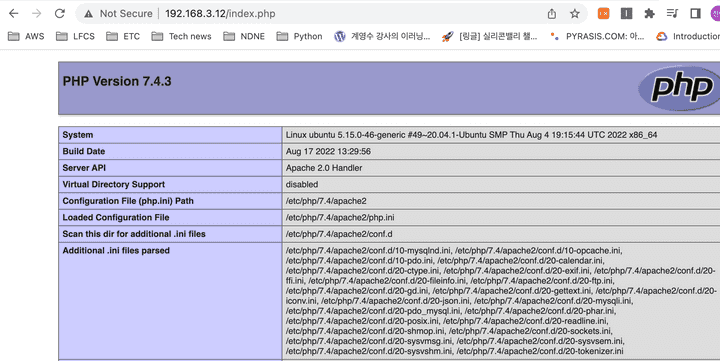 Not Secure | 192.168.3.12/index.php
AWS LFCS ETC Tech news NDNE Python 계영수 강사의 이러닝... [링글] 실리콘밸리 챌... PYRASIS.COM: 아... Introduction
PHP Version 7.4.3
php
System Linux ubuntu 5.15.0-46-generic #49~20.04.1-Ubuntu SMP Thu Aug 4 19:15:44 UTC 2022 x86_64
Build Date Aug 17 2022 13:29:56
Server API Apache 2.0 Handler
Virtual Directory Support disabled
Configuration File (php.ini) Path /etc/php/7.4/apache2
Loaded Configuration File /etc/php/7.4/apache2/php.ini
Scan this dir for additional .ini files /etc/php/7.4/apache2/conf.d
Additional .ini files parsed /etc/php/7.4/apache2/conf.d/10-mysqlnd.ini, /etc/php/7.4/apache2/conf.d/10-opcache.ini,
/etc/php/7.4/apache2/conf.d/10-pdo.ini, /etc/php/7.4/apache2/conf.d/20-calendar.ini,
/etc/php/7.4/apache2/conf.d/20-ctype.ini, /etc/php/7.4/apache2/conf.d/20-exif.ini, /etc/php/7.4/apache2/conf.d/20-
ffi.ini, /etc/php/7.4/apache2/conf.d/20-fileinfo.ini, /etc/php/7.4/apache2/conf.d/20-ftp.ini,
/etc/php/7.4/apache2/conf.d/20-gd.ini, /etc/php/7.4/apache2/conf.d/20-gettext.ini, /etc/php/7.4/apache2/conf.d/20-
iconv.ini, /etc/php/7.4/apache2/conf.d/20-json.ini, /etc/php/7.4/apache2/conf.d/20-mysqli.ini,
/etc/php/7.4/apache2/conf.d/20-pdo_mysql.ini, /etc/php/7.4/apache2/conf.d/20-phar.ini,
/etc/php/7.4/apache2/conf.d/20-posix.ini, /etc/php/7.4/apache2/conf.d/20-readline.ini,
/etc/php/7.4/apache2/conf.d/20-shmop.ini, /etc/php/7.4/apache2/conf.d/20-sockets.ini,
/etc/php/7.4/apache2/conf.d/20-sysvmsg.ini, /etc/php/7.4/apache2/conf.d/20-sysvsem.ini,
/etc/php/7.4/apache2/conf.d/20-sysvshm.ini, /etc/php/7.4/apache2/conf.d/20-tokenizer.ini